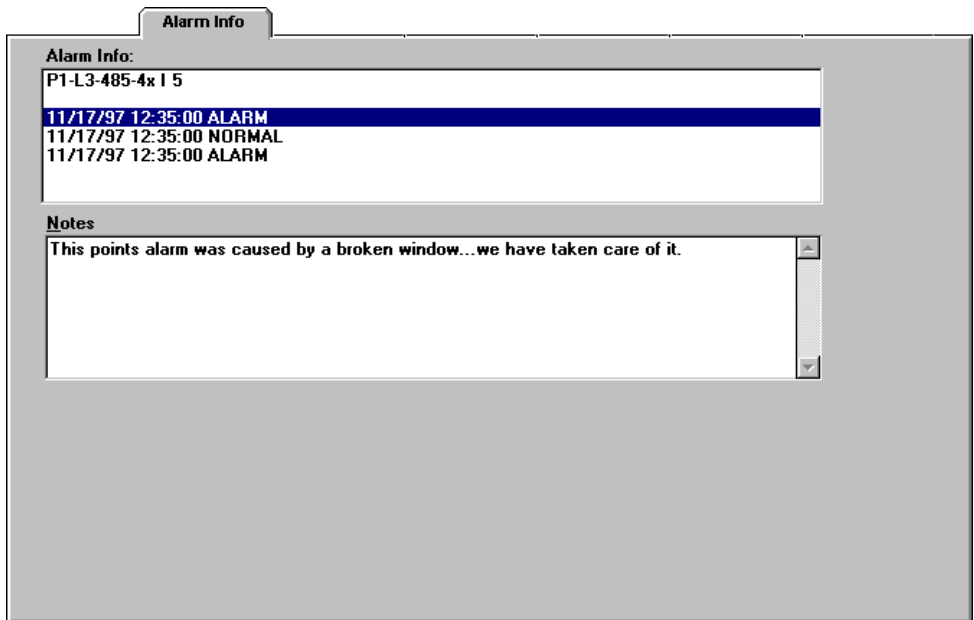 Alarm Info
Alarm Info:
P1-L3-485-4x I 5
11/17/97 12:35:00 ALARM
11/17/97 12:35:00 NORMAL
11/17/97 12:35:00 ALARM
Notes
This points alarm was caused by a broken window...we have taken care of it.